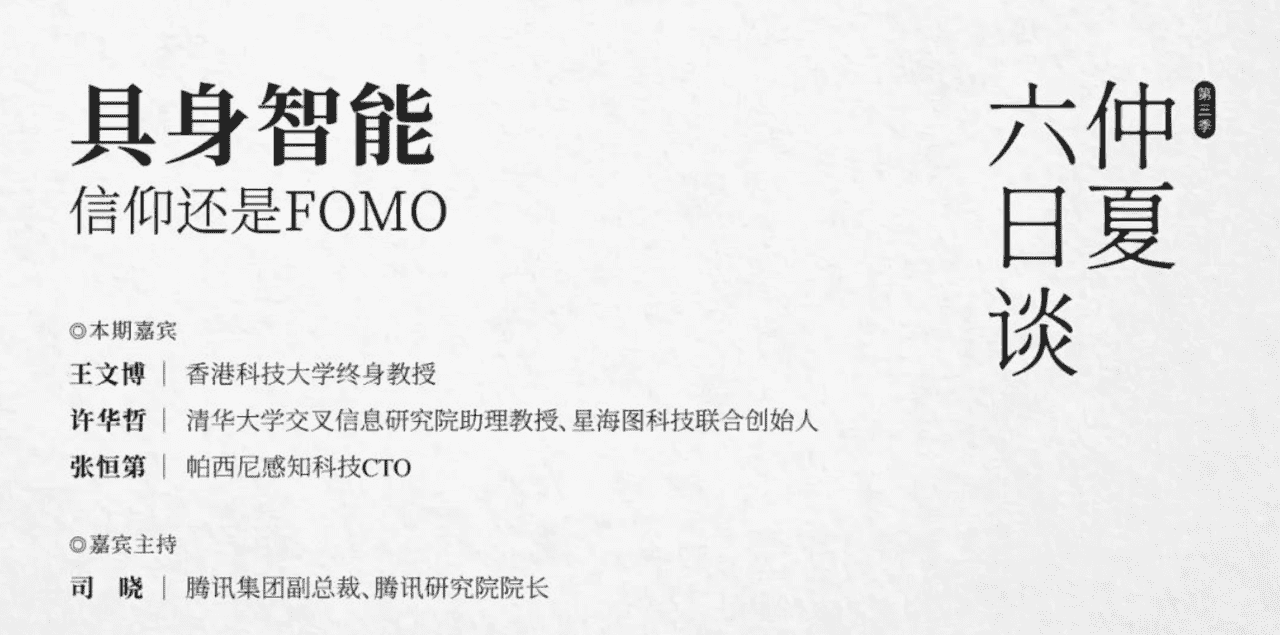 具身智能
信仰还是FOMO
◎本期嘉宾
王文博｜香港科技大学终身教授
许华哲｜清华大学交叉信息研究院助理教授、星海图科技联合创始人
张恒第｜帕西尼感知科技CTO
◎嘉宾主持
司 晓｜腾讯集团副总裁、腾讯研究院院长
第三季
仲夏
六日谈